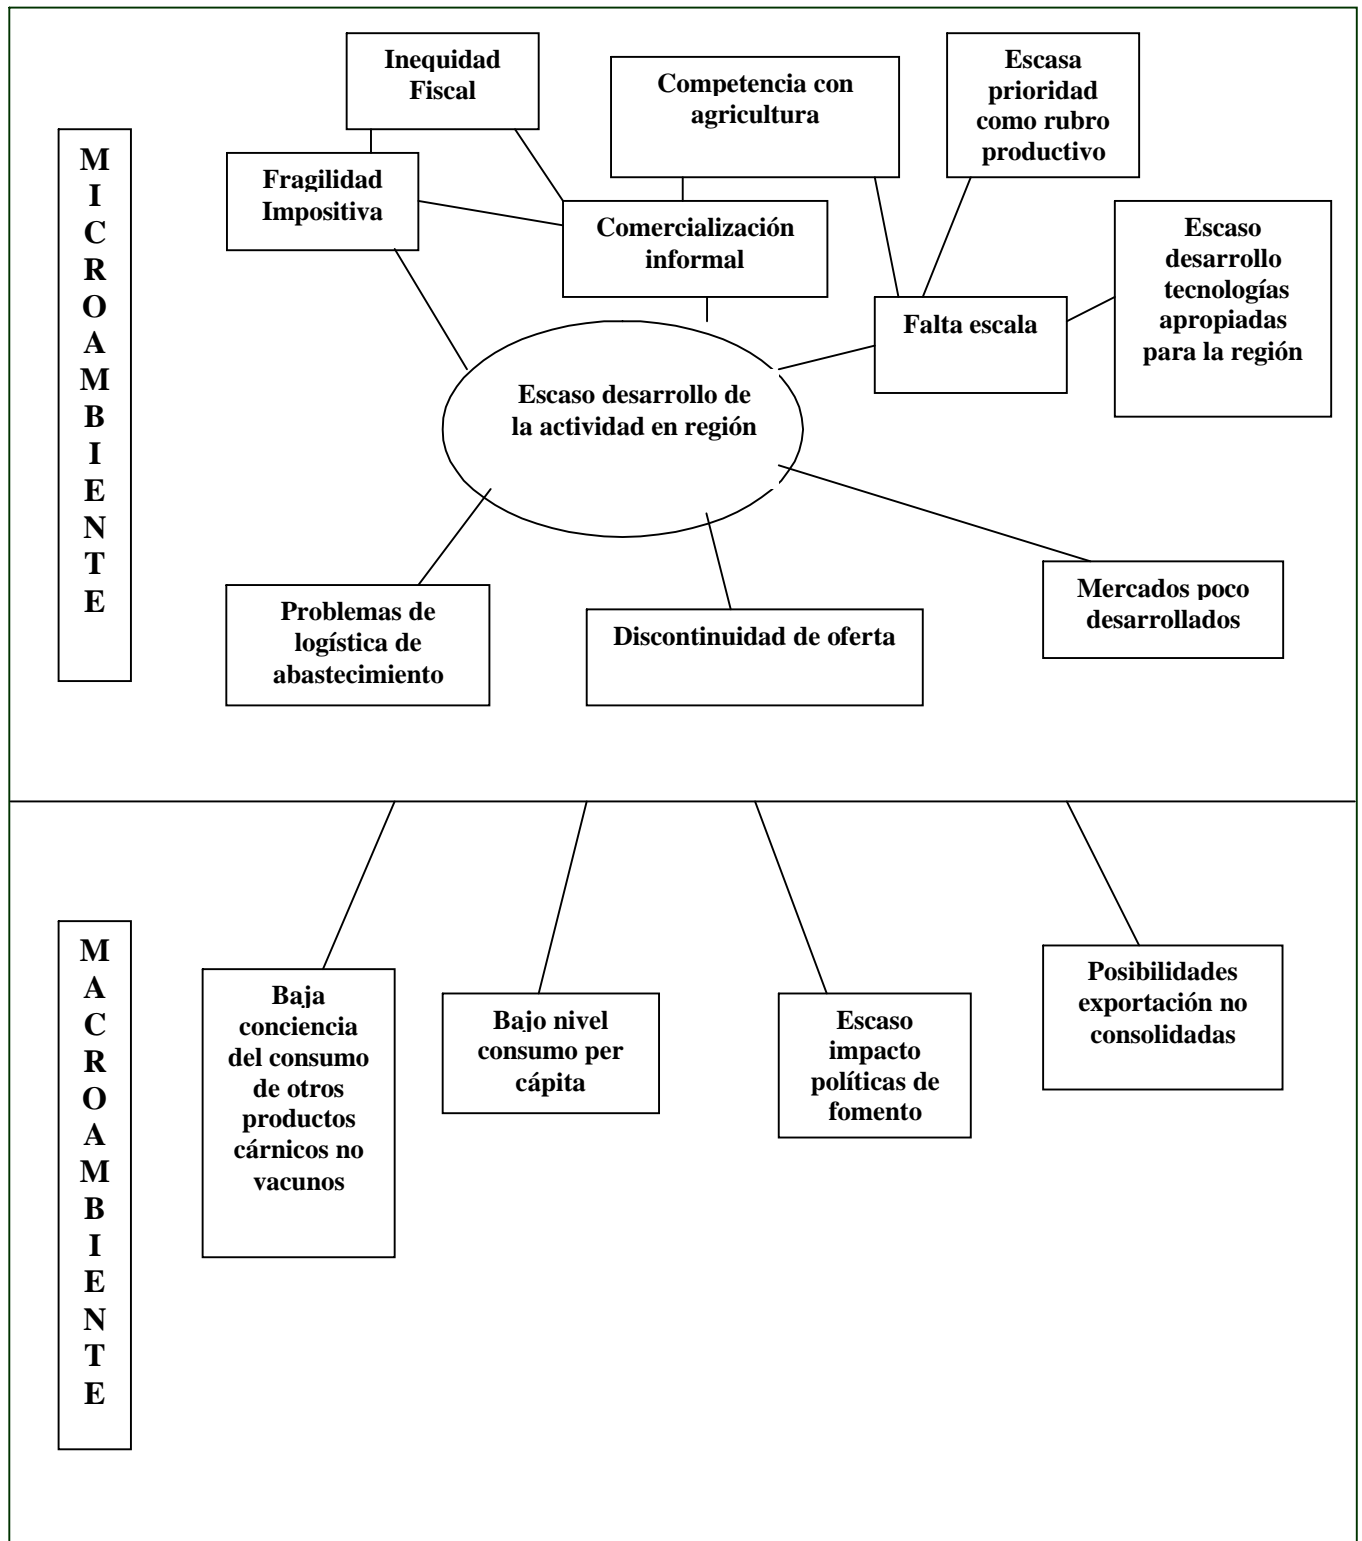 MICROAMBIENTE
Inequidad
Fiscal
Competencia con
agricultura
Escasa
prioridad
como rubro
productivo
Fragilidad
Impositiva
Comercialización
informal
Escaso
desarrollo
tecnologías
apropiadas
para la región
Falta escala
Escaso desarrollo de
la actividad en región
Problemas de
logística de
abastecimiento
Discontinuidad de oferta
Mercados poco
desarrollados
MACROAMBIENTE
Baja
conciencia
del consumo
de otros
productos
cárnicos no
vacunos
Bajo nivel
consumo per
cápita
Escaso
impacto
políticas de
fomento
Posibilidades
exportación no
consolidadas